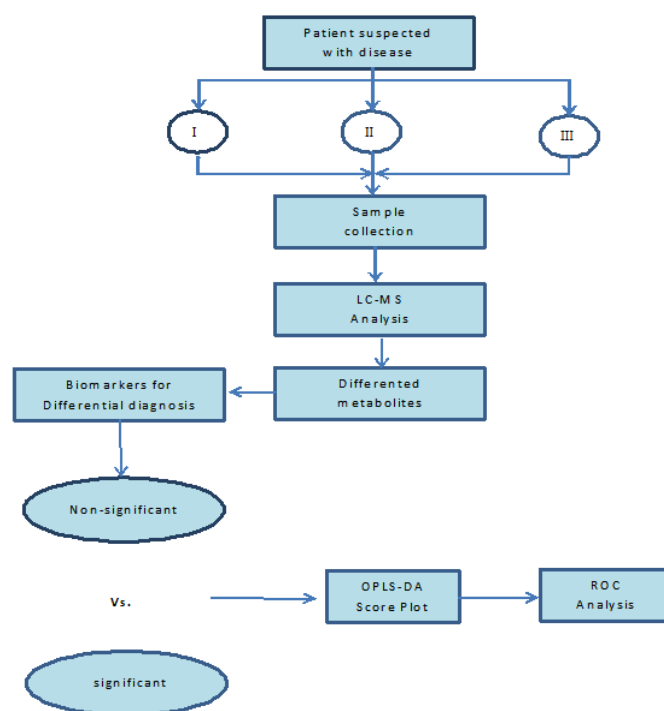 Patient suspected
with disease
I
II
III
Sample
collection
LC-MS
Analysis
Differented
metabolites
Biomarkers for
Differential diagnosis
Non-significant
Vs.
OPLS-DA
Score Plot
ROC
Analysis
significant